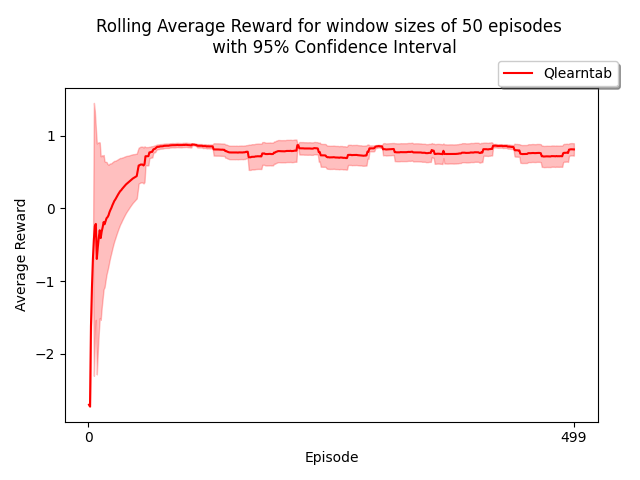 Rolling Average Reward for window sizes of 50 episodes
with 95% Confidence Interval
Qlearntab
1
0
−1
−2
Average Reward
0
499
Episode